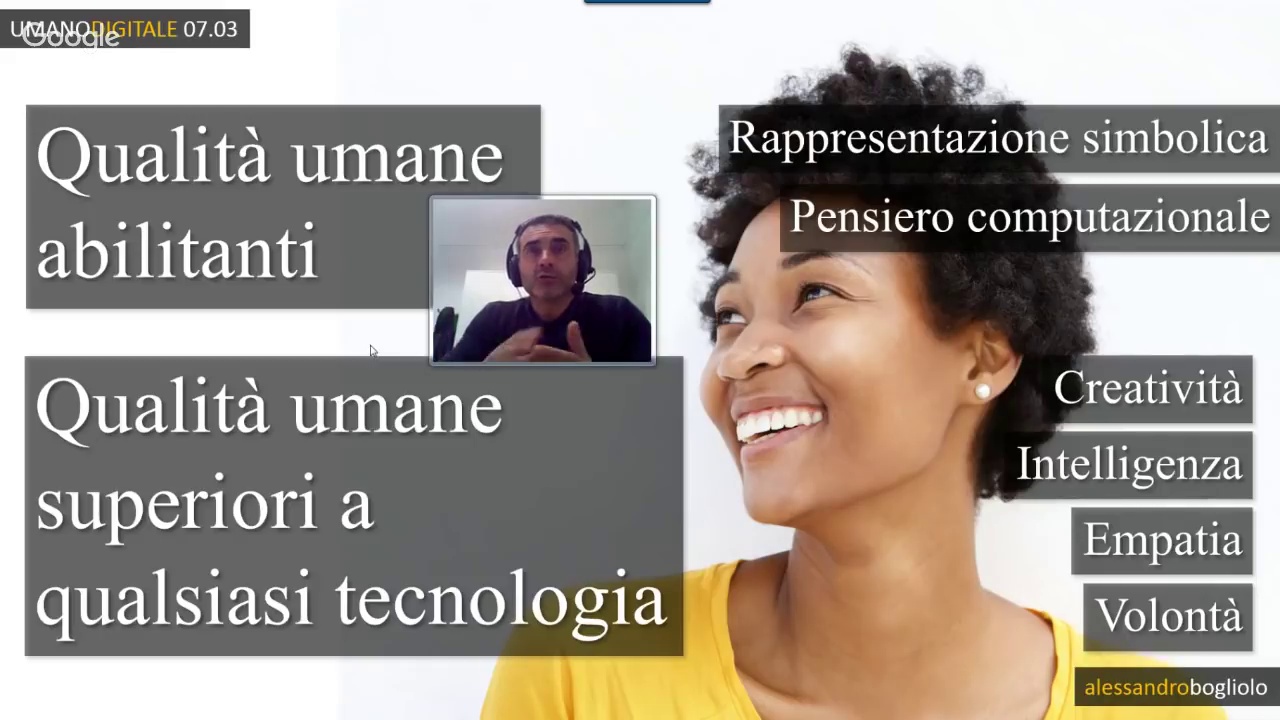 UMANODIGITALE 07.03
Google
Qualità umane
abilitanti
Rappresentazione simbolica
Pensiero computazionale
Qualità umane
superiori a
qualsiasi tecnologia
Creatività
Intelligenza
Empatia
Volontà
alessandrobogliolo